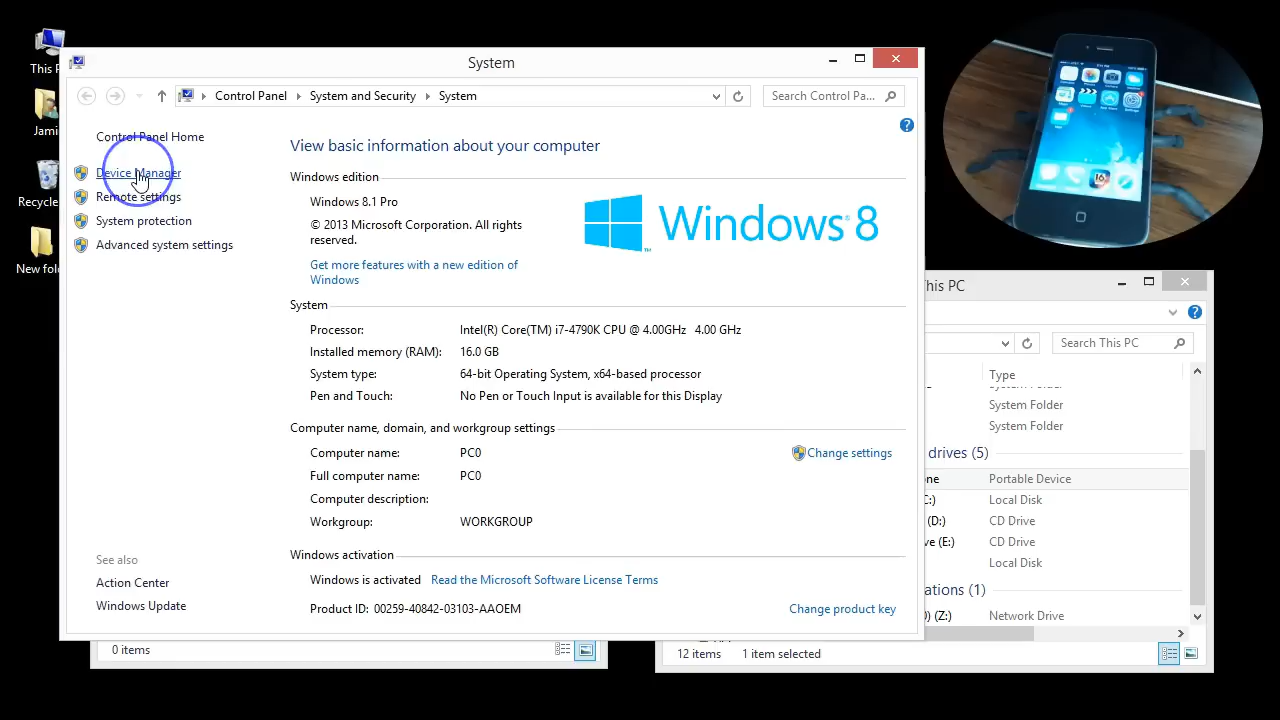 This P
Jami
Recycle
New fol
System
Control Panel
System and Security
System
Search Control Pa...
Control Panel Home
Device Manager
Remote settings
System protection
Advanced system settings
See also
Action Center
Windows Update
View basic information about your computer
Windows edition
Windows 8.1 Pro
© 2013 Microsoft Corporation. All rights
reserved.
Get more features with a new edition of
Windows
Windows 8
System
Processor: Intel(R) Core(TM) i7-4790K CPU @ 4.00GHz 4.00 GHz
Installed memory (RAM): 16.0 GB
System type: 64-bit Operating System, x64-based processor
Pen and Touch: No Pen or Touch Input is available for this Display
Computer name, domain, and workgroup settings
Computer name: PC0
Change settings
Full computer name: PC0
Computer description:
Workgroup: WORKGROUP
Windows activation
Windows is activated Read the Microsoft Software License Terms
Product ID: 00259-40842-03103-AAOEM
Change product key
This PC
Search This PC
Type
System Folder
System Folder
System Folder
drives (5)
ne Portable Device
C:) Local Disk
(D:) CD Drive
ve (E:) CD Drive
Local Disk
ations (1)
) (Z:) Network Drive
0 items
12 items 1 item selected